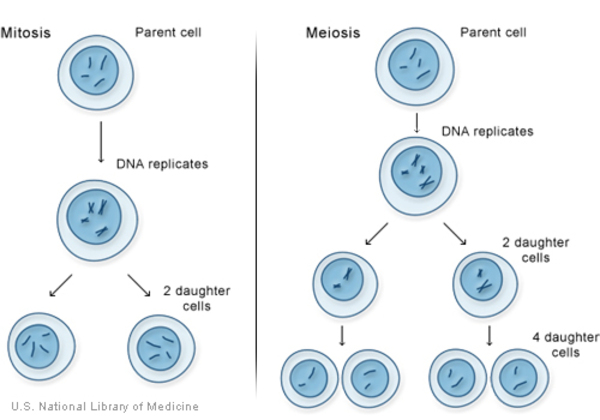 Mitosis
Parent cell
DNA replicates
2 daughter
cells
Meiosis
Parent cell
DNA replicates
2 daughter
cells
4 daughter
cells
U.S. National Library of Medicine